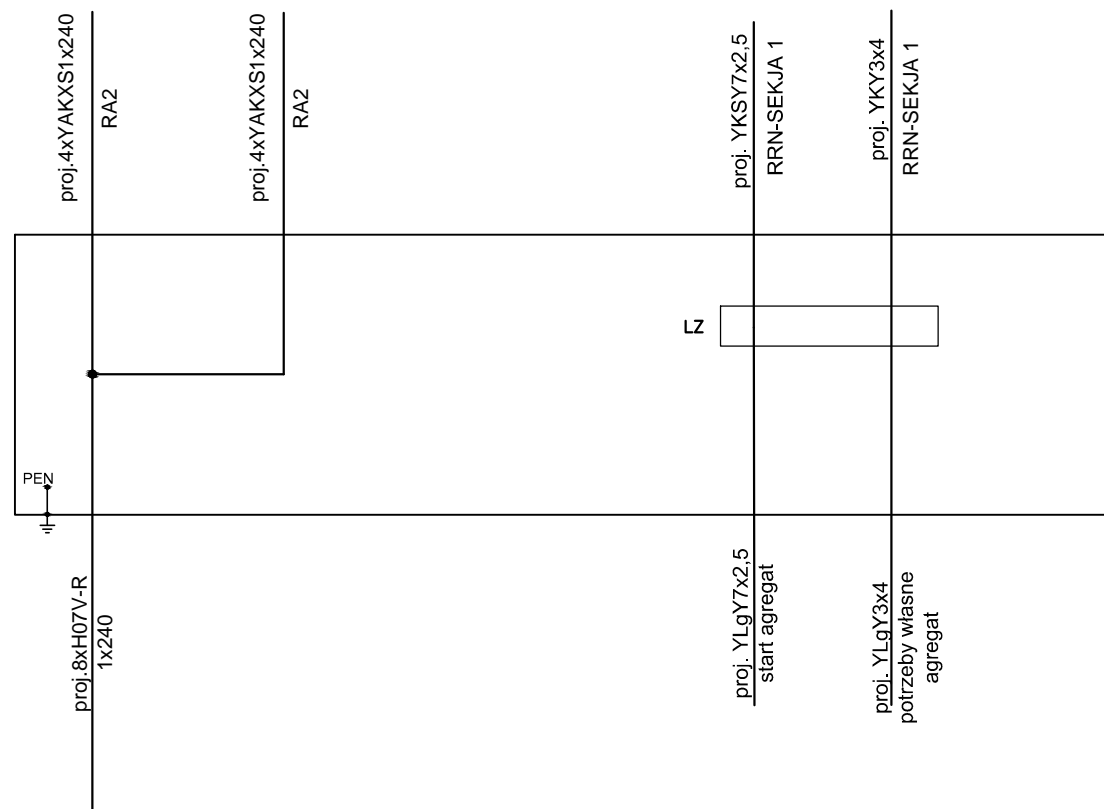 proj.4xYAKXS1x240
RA2
proj.4xYAKXS1x240
RA2
proj. YKSY7x2,5
RRN-SEKJA 1
proj. YKY3x4
RRN-SEKJA 1
LZ
PEN
proj.8xH07V-R
1x240
proj. YLgY7x2,5
start agregat
proj. YLgY3x4
potrzeby własne
agregat